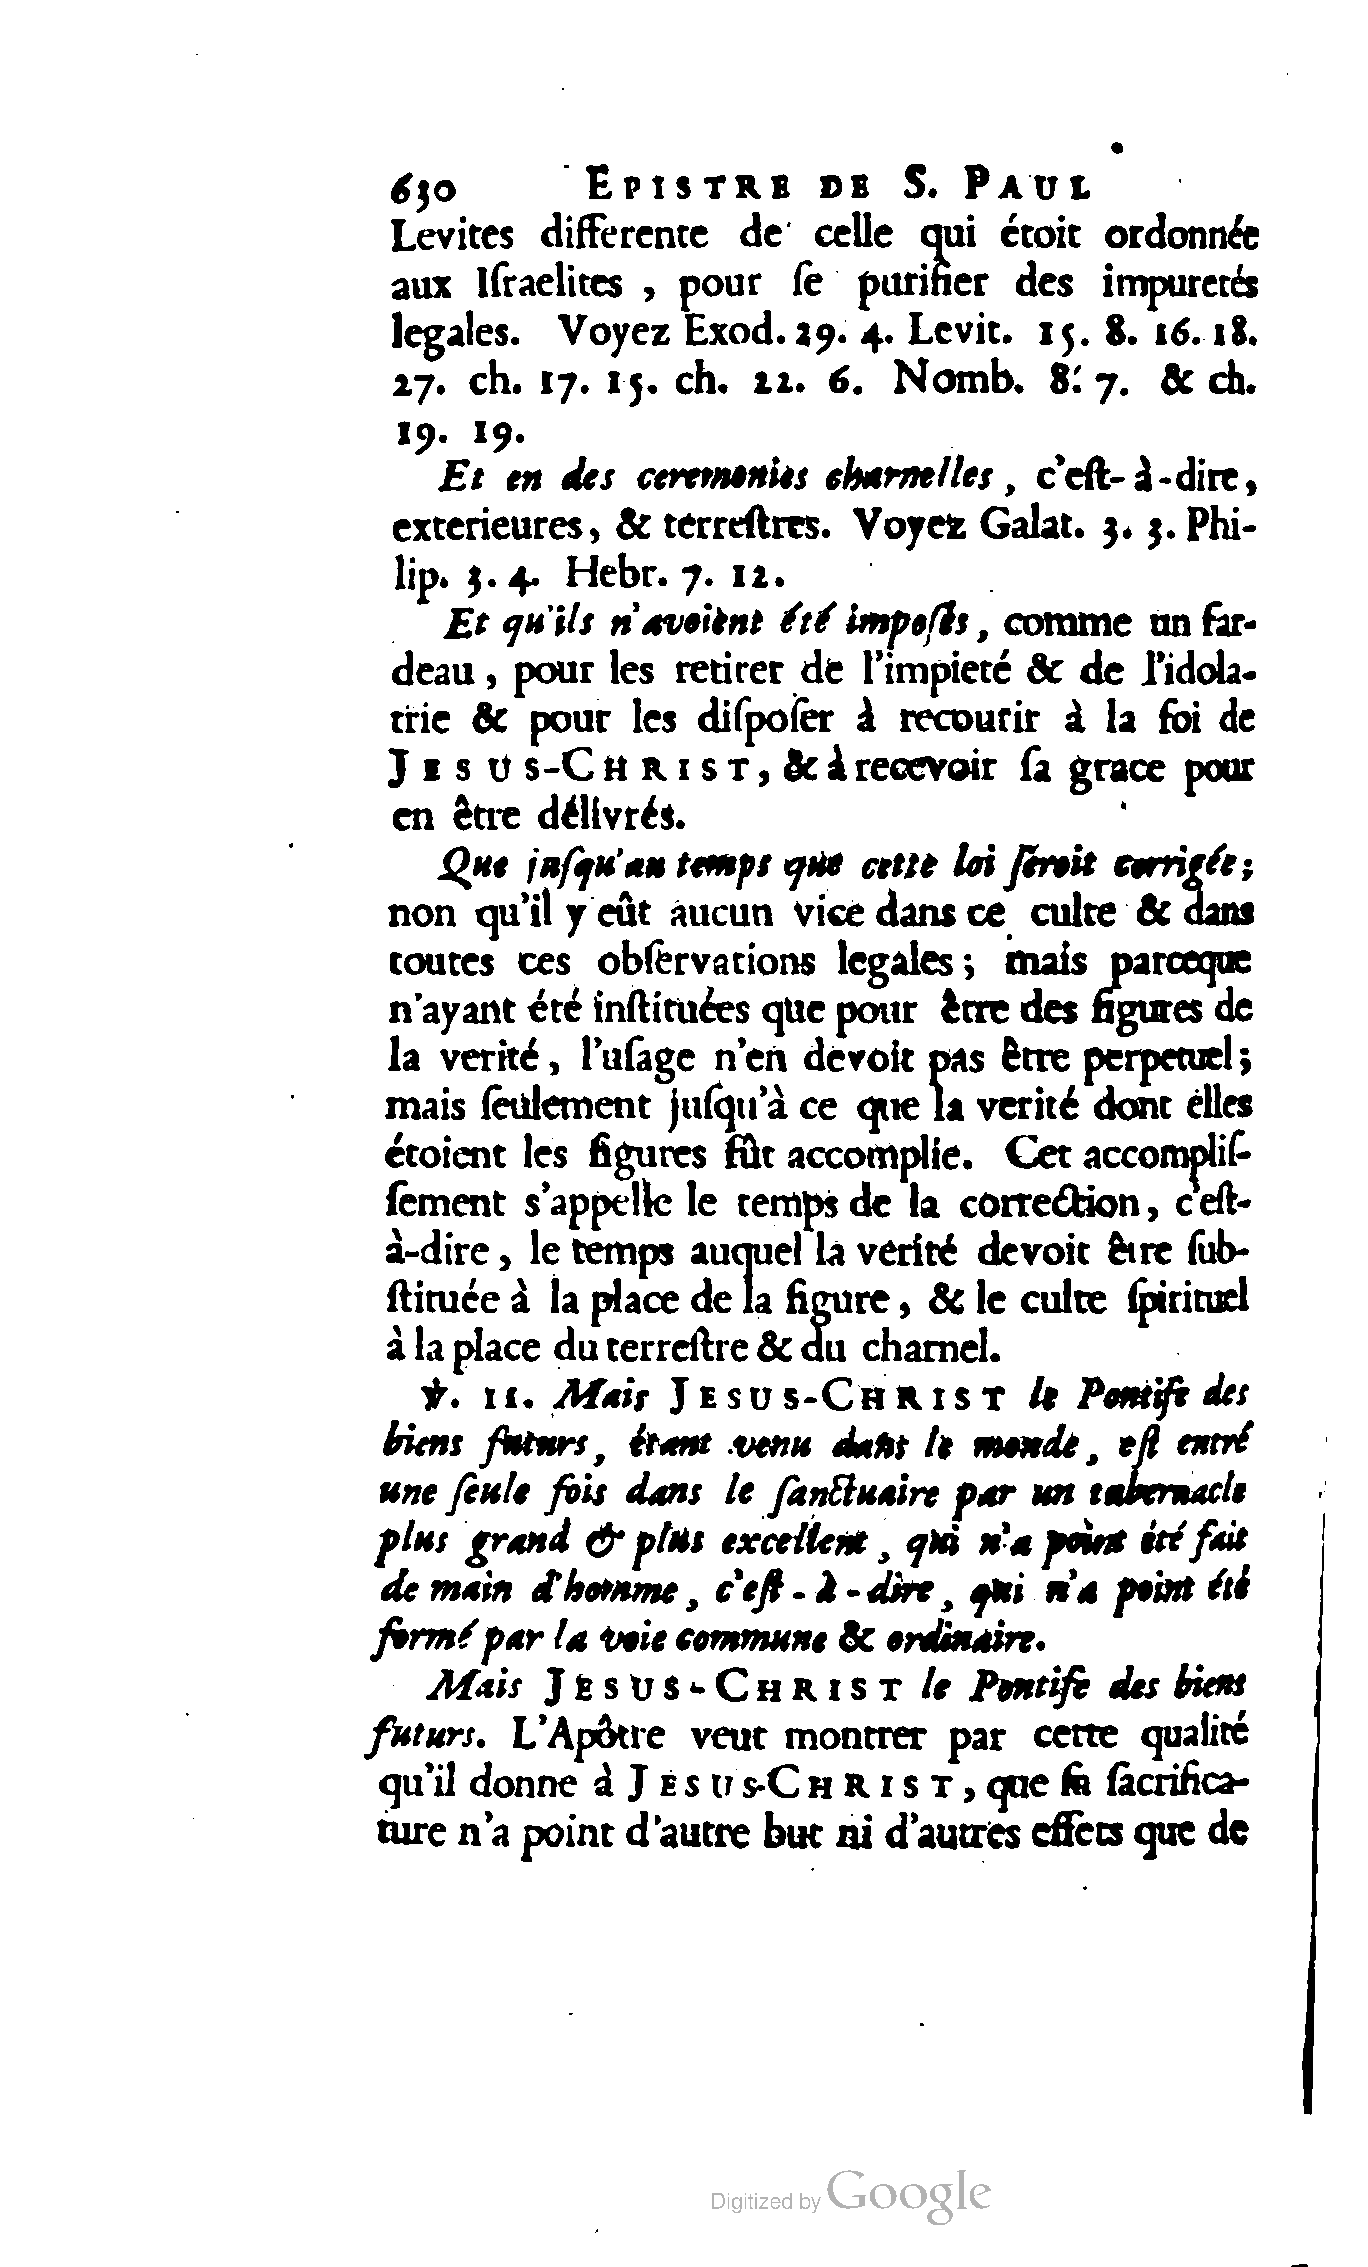 630 EPISTRE DE S. PAUL
Levites differente de celle qui étoit ordonnée
aux Iſraelites , pour ſe purifier des impuretés
legales. Voyez Exod. 29. 4. Levit. 15. 8. 16. 18.
27. ch. 17. 15. ch. 22. 6. Nomb. 8. 7. & ch.
19. 19.
Et en des ceremonies charnelles , c'eſt-à-dire,
exterieures, & terreſtres. Voyez Galat. 3. 3. Phi-
lip. 3. 4. Hebr. 7. 12.
Et qu'ils n'avoient été impoſés , comme un far-
deau , pour les retirer de l'impieté & de l'idola-
trie & pour les diſpoſer à recourir à la foi de
JESUS-CHRIST, & à recevoir ſa grace pour
en être délivrés.
Que juſqu'au temps que cette loi ſeroit corrigée;
non qu'il y eût aucun vice dans ce culte & dans
toutes ces obſervations legales ; mais parceque
n'ayant été inſtituées que pour être des figures de
la verité , l'uſage n'en devoit pas être perpetuel ;
mais ſeulement juſqu'à ce que la verité dont elles
étoient les figures fût accomplie. Cet accompliſ-
ſement s'appelle le temps de la correction , c'eſt-
à-dire , le temps auquel la verité devoit être ſub-
ſtituée à la place de la figure , & le culte ſpirituel
à la place du terreſtre & du charnel.
℣. 11. Mais JESUS-CHRIST le Pontife des
biens futurs, étant venu dans le monde, eſt entré
une ſeule fois dans le ſanctuaire par un tabernacle
plus grand & plus excellent , qui n'a point été fait
de main d'homme , c'eſt-à-dire , qui n'a point été
formé par la voie commune & ordinaire.
Mais JESUS-CHRIST le Pontife des biens
futurs. L'Apôtre veut montrer par cette qualité
qu'il donne à JESUS-CHRIST, que ſa ſacrifica-
ture n'a point d'autre but ni d'autres effets que de
Digitized by Google